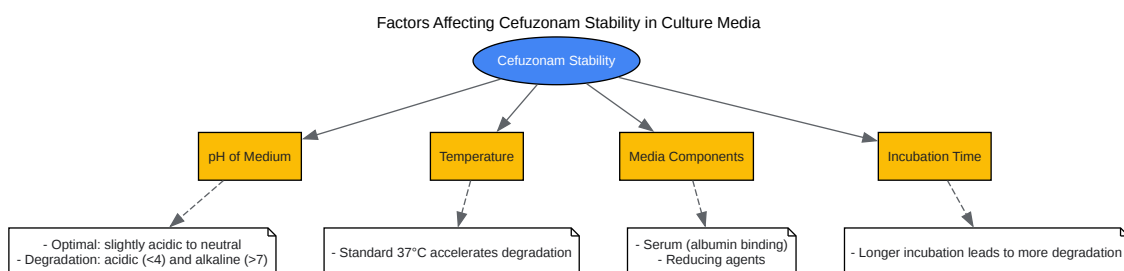 Factors Affecting Cefuzonam Stability in Culture Media
Cefuzonam Stability
pH of Medium
Temperature
Media Components
Incubation Time
- Optimal: slightly acidic to neutral
- Degradation: acidic (<4) and alkaline (>7)
- Standard 37°C accelerates degradation
- Serum (albumin binding)
- Reducing agents
- Longer incubation leads to more degradation